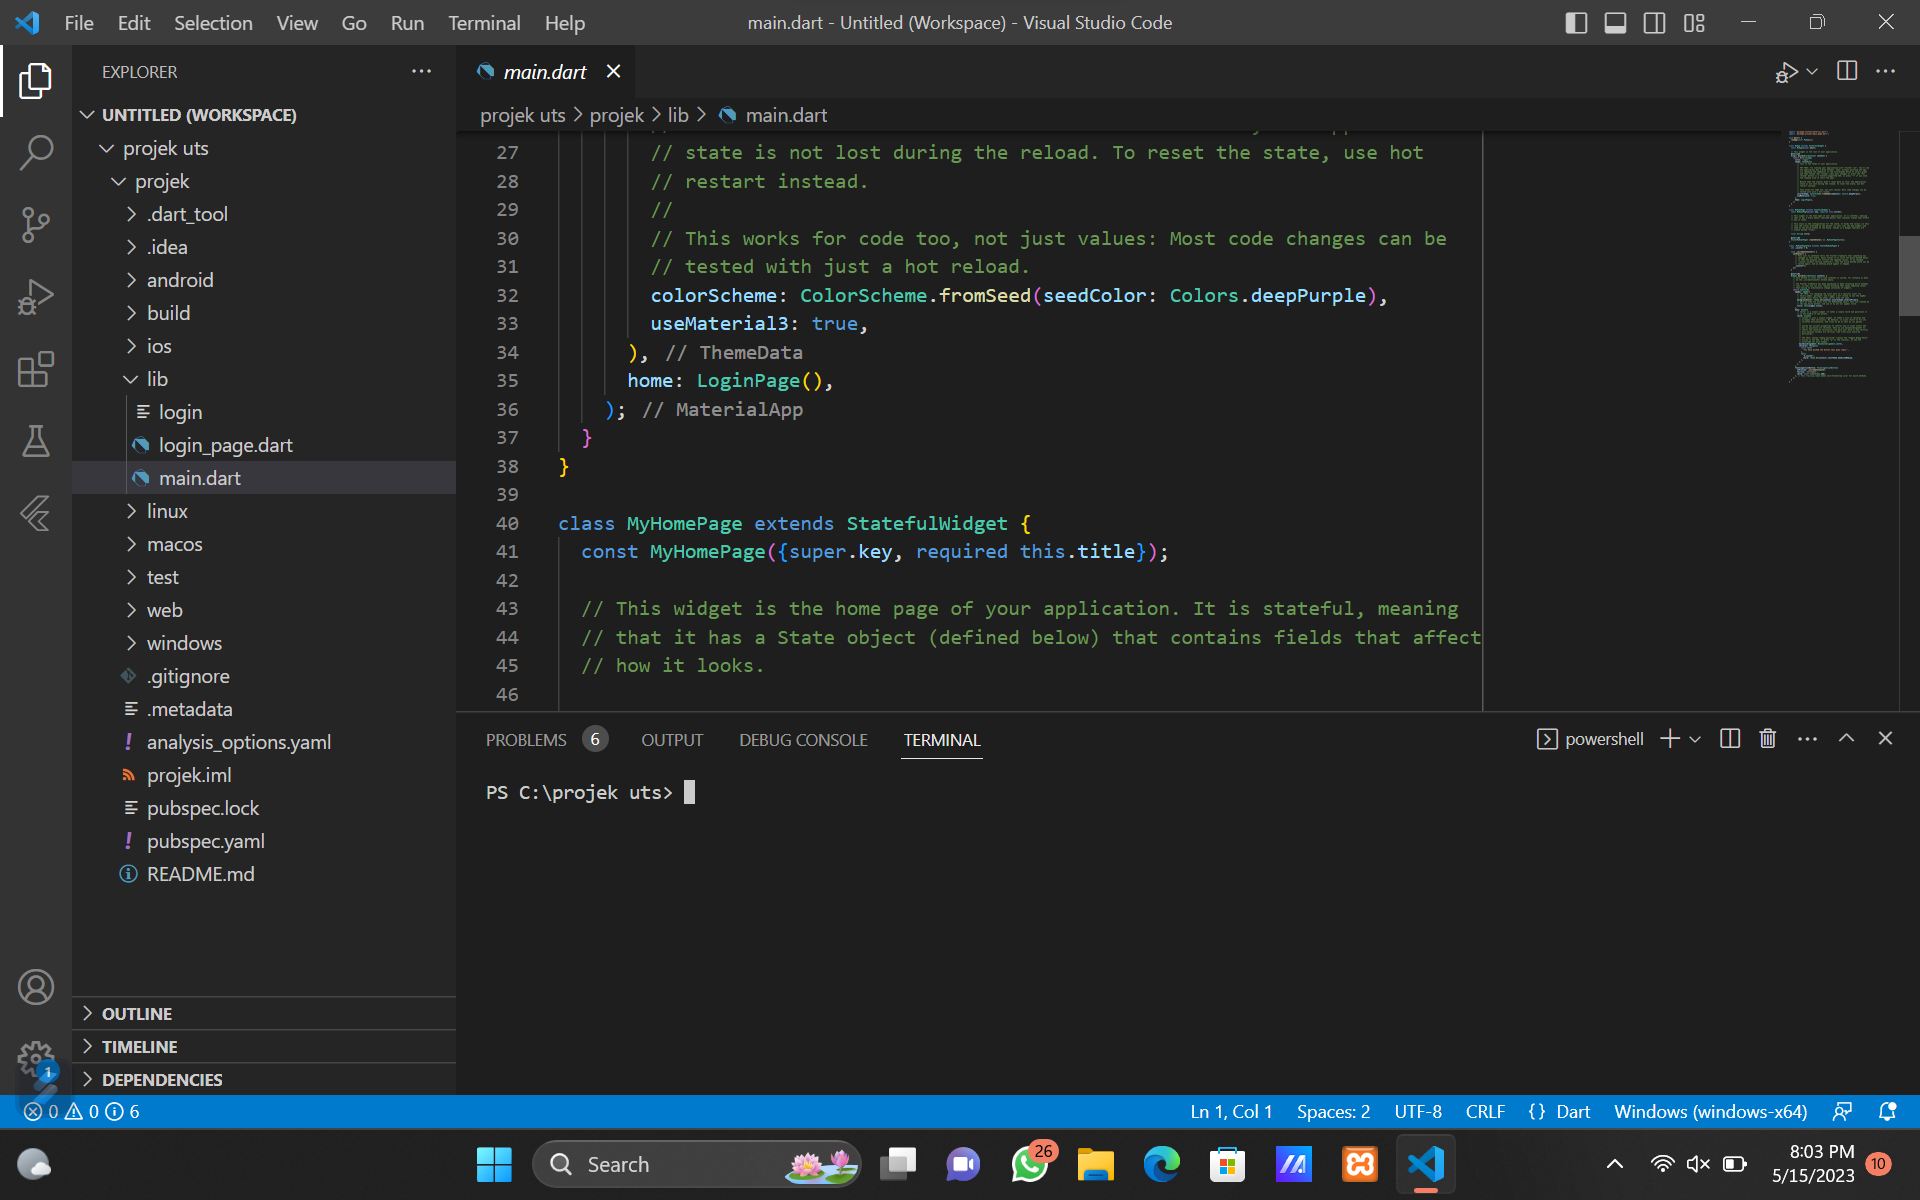 File Edit Selection View Go Run Terminal Help
main.dart - Untitled (Workspace) - Visual Studio Code
EXPLORER
UNTITLED (WORKSPACE)
projek uts
projek
.dart_tool
.idea
android
build
ios
lib
login
login_page.dart
main.dart
linux
macos
test
web
windows
.gitignore
.metadata
analysis_options.yaml
projek.iml
pubspec.lock
pubspec.yaml
README.md
OUTLINE
TIMELINE
DEPENDENCIES
1
main.dart
projek uts > projek > lib > main.dart
27 // state is not lost during the reload. To reset the state, use hot
28 // restart instead.
29 //
30 // This works for code too, not just values: Most code changes can be
31 // tested with just a hot reload.
32 colorScheme: ColorScheme.fromSeed(seedColor: Colors.deepPurple),
33 useMaterial3: true,
34 ), // ThemeData
35 home: LoginPage(),
36 ); // MaterialApp
37 }
38 }
39
40 class MyHomePage extends StatefulWidget {
41 const MyHomePage({super.key, required this.title});
42
43 // This widget is the home page of your application. It is stateful, meaning
44 // that it has a State object (defined below) that contains fields that affect
45 // how it looks.
46
PROBLEMS 6 OUTPUT DEBUG CONSOLE TERMINAL
powershell
PS C:\projek uts>
0 0 6
Ln 1, Col 1 Spaces: 2 UTF-8 CRLF {} Dart Windows (windows-x64)
Search
26
8:03 PM
5/15/2023
10